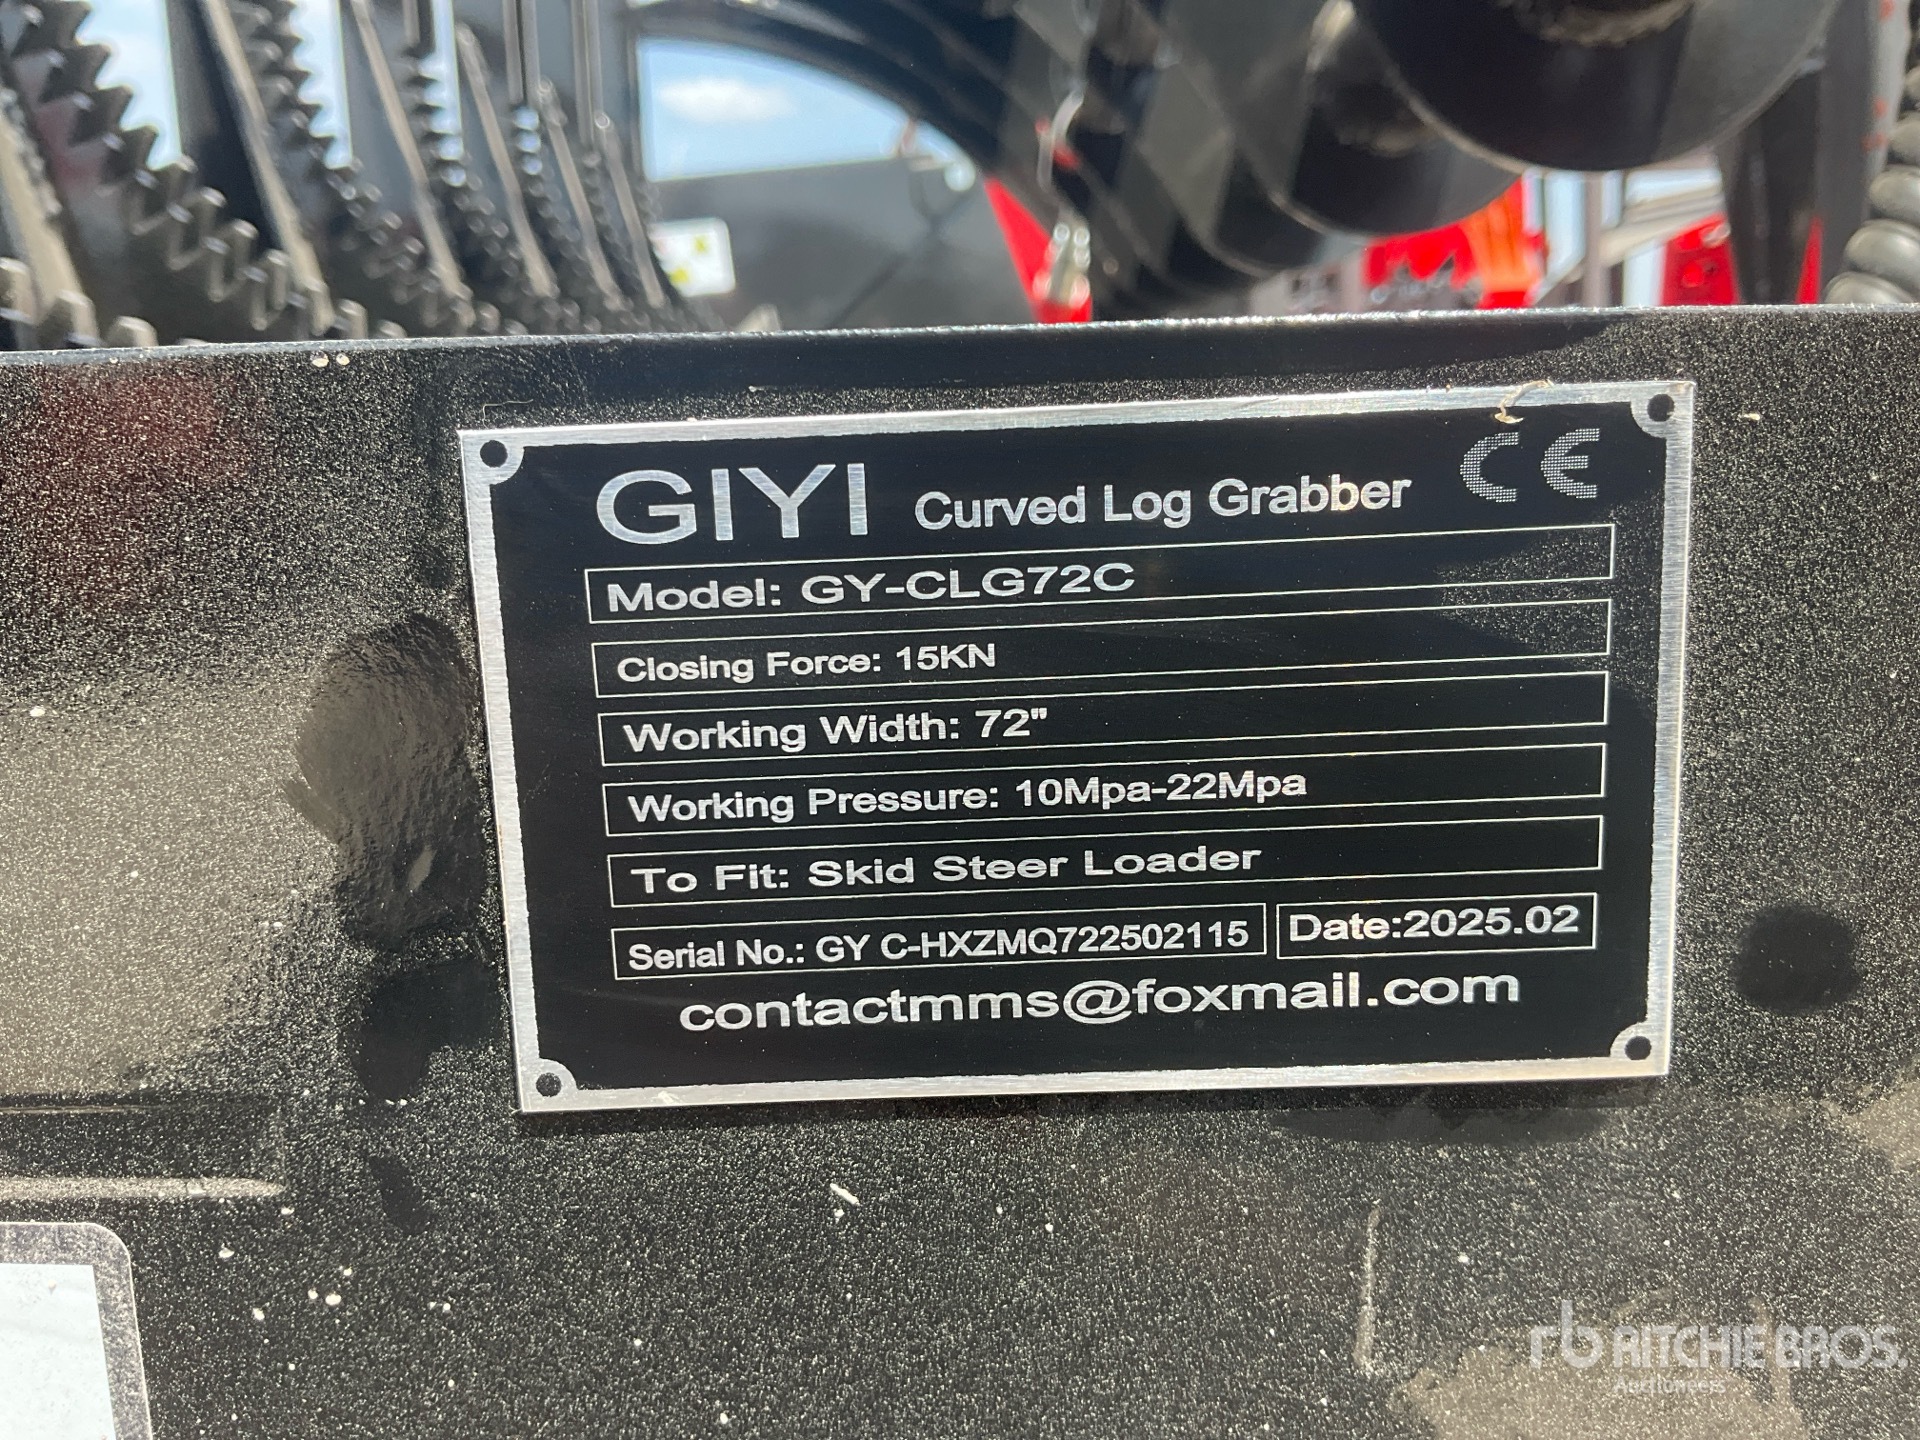 GIYI Curved Log Grabber CE
Model: GY-CLG72C
Closing Force: 15KN
Working Width: 72"
Working Pressure: 10Mpa-22Mpa
To Fit: Skid Steer Loader
Serial No.: GY C-HXZMQ722502115 Date:2025.02
contactmms@foxmail.com
rb RITCHIE BROS.
Auctioneers